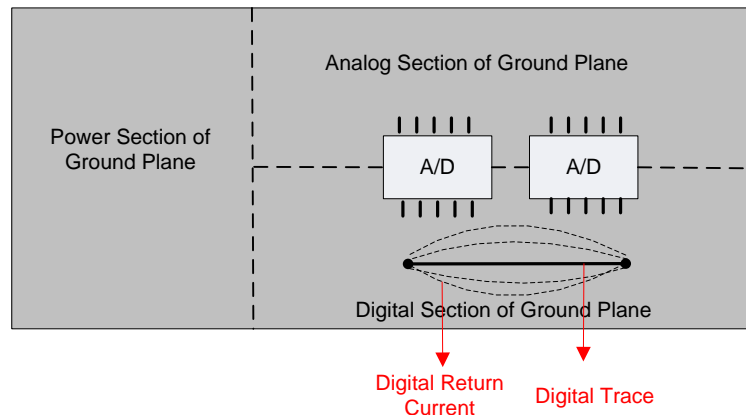 Analog Section of Ground Plane
Power Section of
Ground Plane
A/D
A/D
Digital Section of Ground Plane
Digital Return
Current
Digital Trace